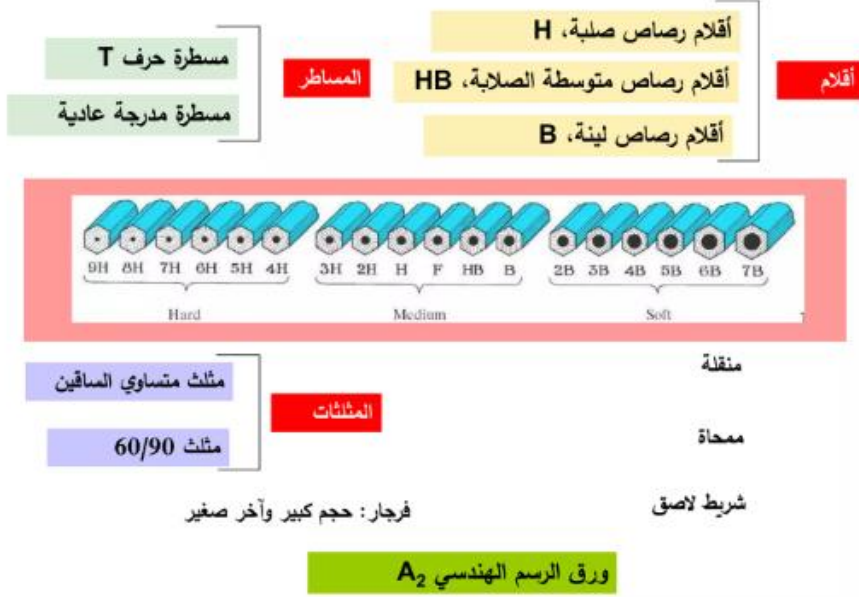 أقلام
أقلام رصاص صلبة، H
أقلام رصاص متوسطة الصلابة، HB
أقلام رصاص لينة، B
المساطر
مسطرة حرف T
مسطرة مدرجة عادية
9H 8H 7H 6H 5H 4H 3H 2H H F HB B 2B 3B 4B 5B 6B 7B
Hard Medium Soft
منقلة
ممحاة
شريط لاصق
المثلثات
مثلث متساوي الساقين
مثلث 60/90
فرجار: حجم كبير وآخر صغير
ورق الرسم الهندسي A₂